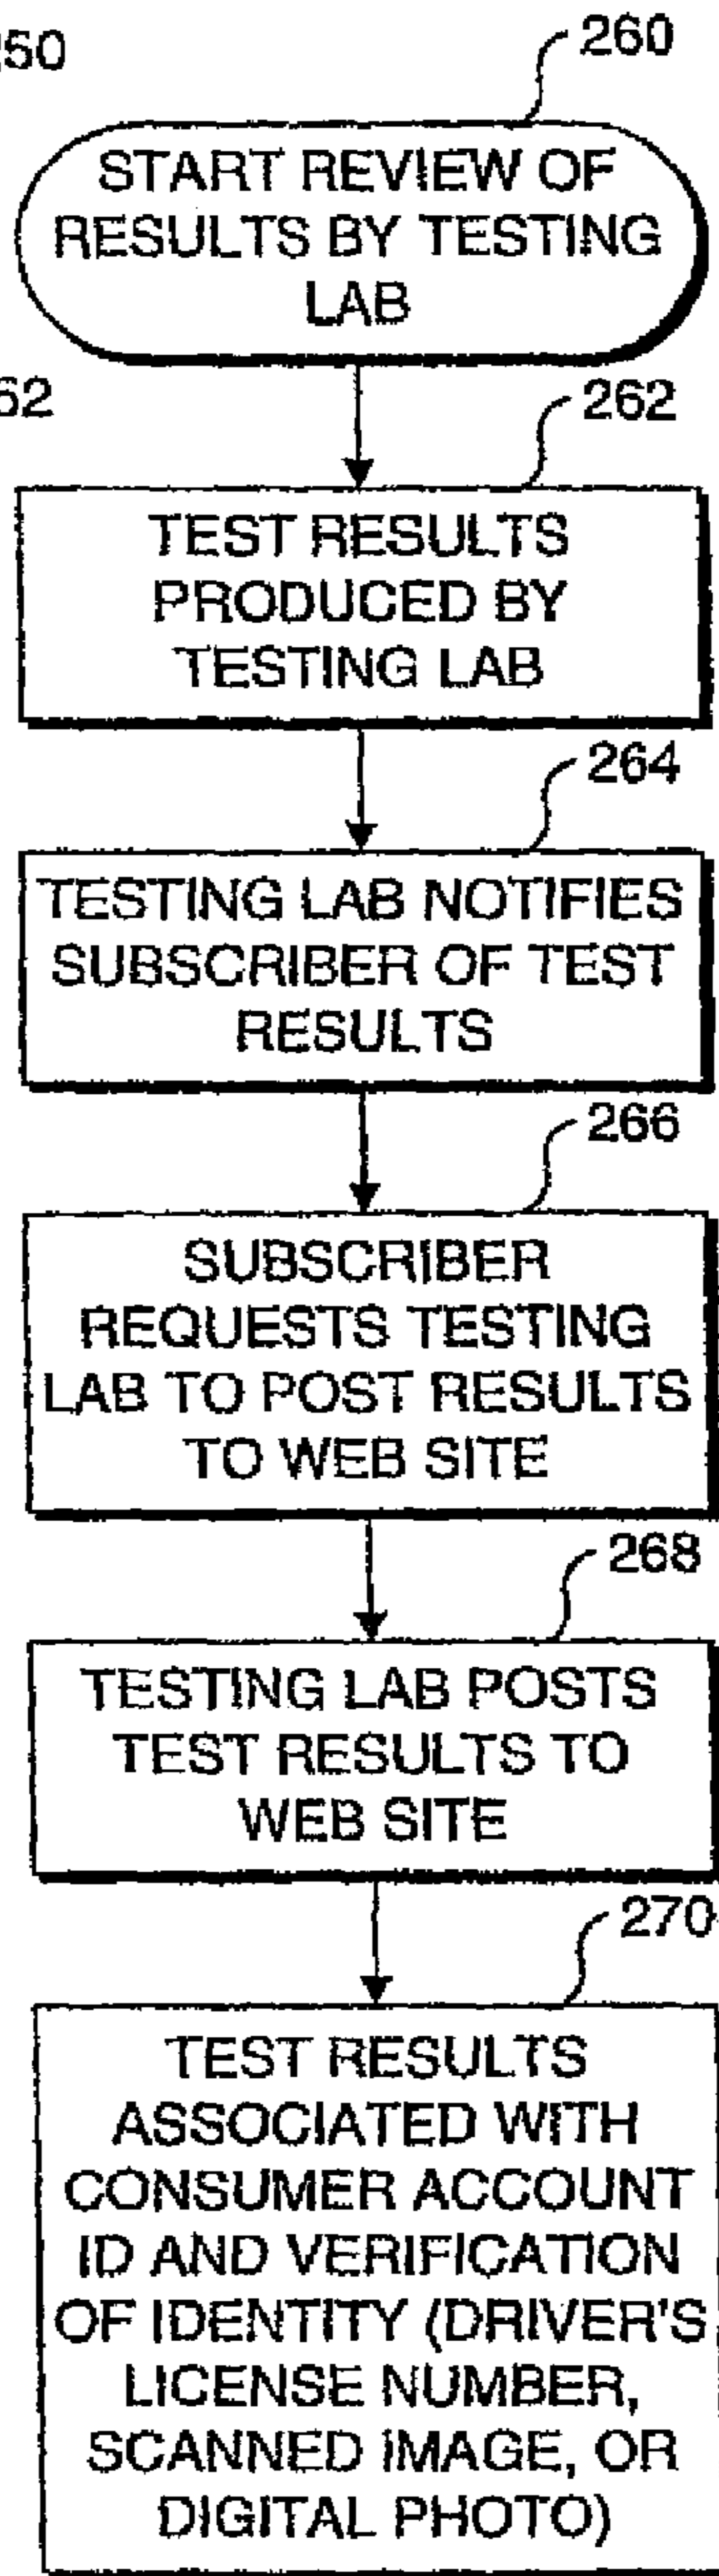 250
260
START REVIEW OF
RESULTS BY TESTING
LAB
262
TEST RESULTS
PRODUCED BY
TESTING LAB
264
TESTING LAB NOTIFIES
SUBSCRIBER OF TEST
RESULTS
266
SUBSCRIBER
REQUESTS TESTING
LAB TO POST RESULTS
TO WEB SITE
268
TESTING LAB POSTS
TEST RESULTS TO
WEB SITE
270
TEST RESULTS
ASSOCIATED WITH
CONSUMER ACCOUNT
ID AND VERIFICATION
OF IDENTITY (DRIVER'S
LICENSE NUMBER,
SCANNED IMAGE, OR
DIGITAL PHOTO)